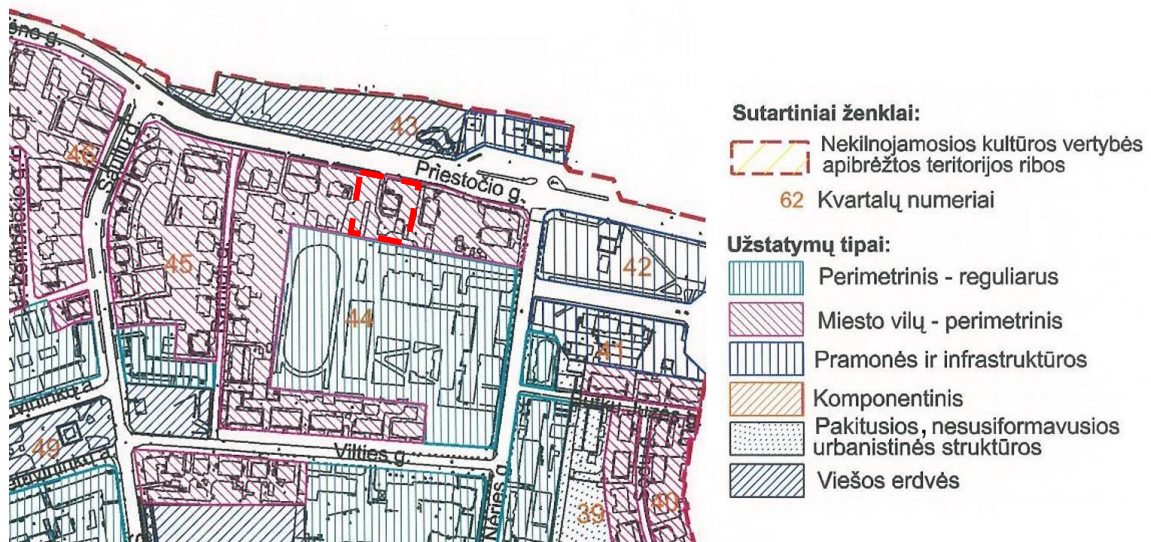 43
Priestočio g.
46
45
42
44
41
Vilties g.
49
Nėries g.
39
40
Sutartiniai ženklai:
Nekilnojamosios kultūros vertybės
apibrėžtos teritorijos ribos
62 Kvartalų numeriai
Užstatymų tipai:
Perimetrinis - reguliarus
Miesto vilų - perimetrinis
Pramonės ir infrastruktūros
Komponentinis
Pakitusios, nesusiformavusios
urbanistinės struktūros
Viešos erdvės